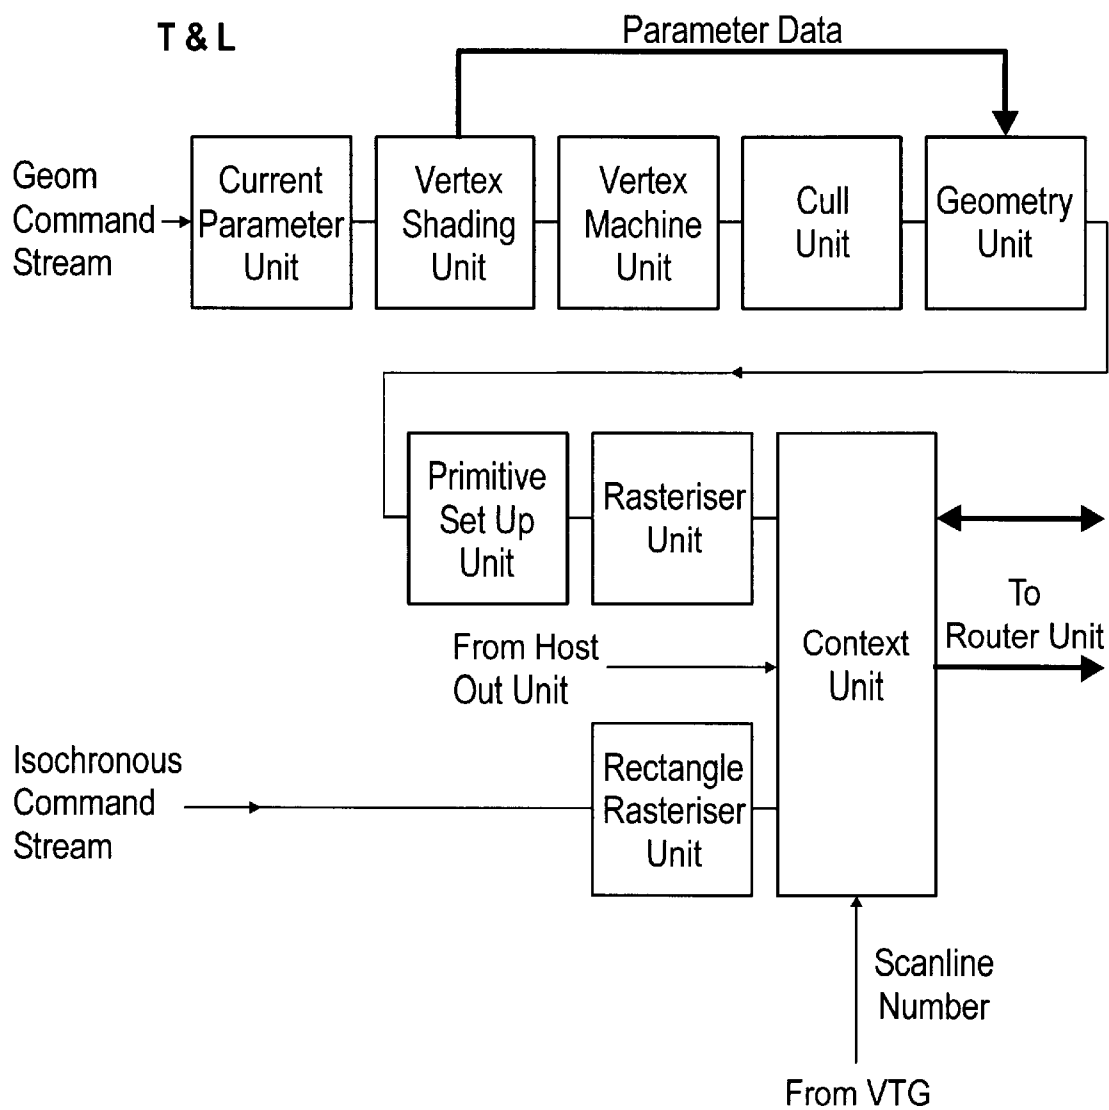 T & L
Parameter Data
Geom
Command
Stream
Current
Parameter
Unit
Vertex
Shading
Unit
Vertex
Machine
Unit
Cull
Unit
Geometry
Unit
Primitive
Set Up
Unit
Rasteriser
Unit
Context
Unit
To
Router Unit
From Host
Out Unit
Isochronous
Command
Stream
Rectangle
Rasteriser
Unit
Scanline
Number
From VTG